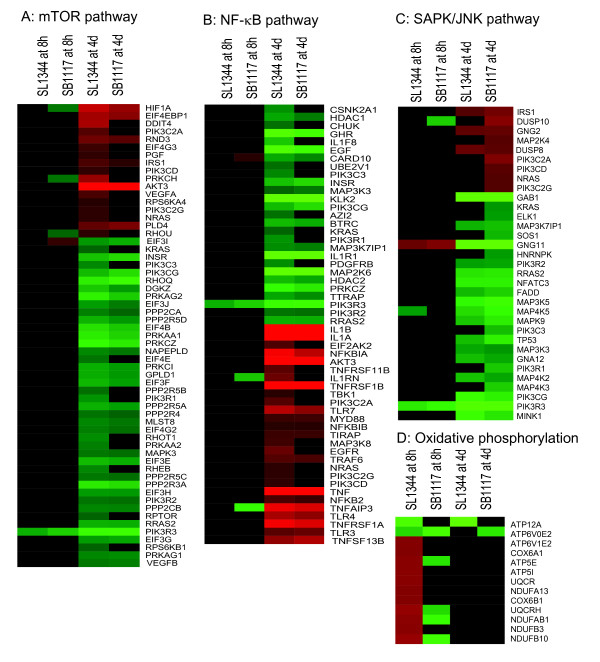 A: mTOR pathway
SL1344 at 8h
SB1117 at 8h
SL1344 at 4d
SB1117 at 4d
HIF1A
EIF4EBP1
DDIT4
PIK3C2A
RND3
EIF4G3
PGF
IRS1
PIK3CD
PRKCH
AKT3
VEGFA
RPS6KA4
PIK3C2G
NRAS
PLD4
RHOU
EIF3I
KRAS
INSR
PIK3C3
PIK3CG
RHOQ
DGKZ
PRKAG2
EIF3J
PPP2CA
PPP2R5D
EIF4B
PRKAA1
PRKCZ
NAPEPLD
EIF4E
PRKCI
GPLD1
EIF3F
PPP2R5B
PIK3R1
PPP2R5A
PPP2R4
MLST8
EIF4G2
RHOT1
PRKAA2
MAPK3
EIF3E
RHEB
PPP2R5C
PPP2R3A
EIF3H
PIK3R2
PPP2CB
RPTOR
RRAS2
PIK3R3
EIF3G
RPS6KB1
PRKAG1
VEGFB
B: NF-κB pathway
SL1344 at 8h
SB1117 at 8h
SL1344 at 4d
SB1117 at 4d
CSNK2A1
HDAC1
CHUK
GHR
IL1F8
EGF
CARD10
UBE2V1
PIK3C3
INSR
MAP3K3
KLK2
PIK3CG
AZI2
BTRC
KRAS
PIK3R1
MAP3K7IP1
IL1R1
PDGFRB
MAP2K6
HDAC2
PRKCZ
TTRAP
PIK3R3
PIK3R2
RRAS2
IL1B
IL1A
EIF2AK2
NFKBIA
AKT3
TNFRSF11B
IL1RN
TNFRSF1B
TBK1
PIK3C2A
TLR7
MYD88
NFKBIB
TIRAP
MAP3K8
EGFR
TRAF6
NRAS
PIK3C2G
PIK3CD
TNF
NFKB2
TNFAIP3
TLR4
TNFRSF1A
TLR3
TNFSF13B
C: SAPK/JNK pathway
SL1344 at 8h
SB1117 at 8h
SL1344 at 4d
SB1117 at 4d
IRS1
DUSP10
GNG2
MAP2K4
DUSP8
PIK3C2A
PIK3CD
NRAS
PIK3C2G
GAB1
KRAS
ELK1
MAP3K7IP1
SOS1
GNG11
HNRNPK
PIK3R2
RRAS2
NFATC3
FADD
MAP3K5
MAP4K5
MAPK9
PIK3C3
TP53
MAP3K3
GNA12
PIK3R1
MAP2K4
MAP4K3
PIK3CG
PIK3R3
MINK1
D: Oxidative phosphorylation
SL1344 at 8h
SB1117 at 8h
SL1344 at 4d
SB1117 at 4d
ATP12A
ATP6V0E2
ATP6V1E2
COX6A1
ATP5E
ATP5I
UQCR
NDUFA13
COX6B1
UQCRH
NDUFAB1
NDUFB3
NDUFB10